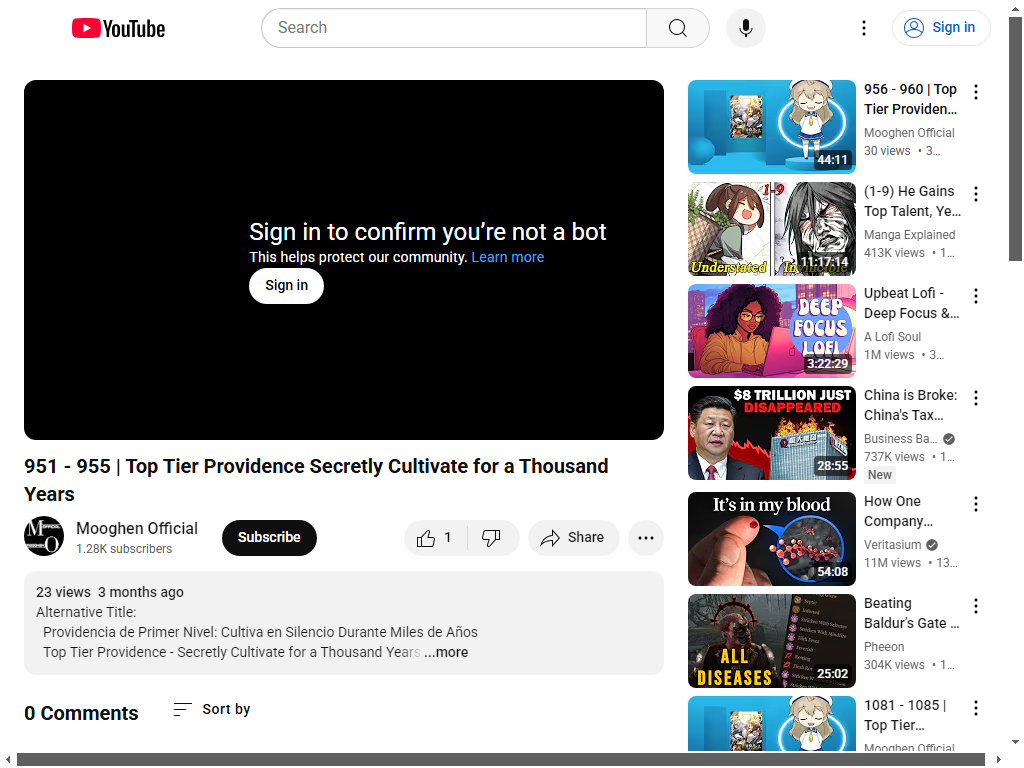 YouTube
Search
Sign in
Sign in to confirm you’re not a bot
This helps protect our community. Learn more
Sign in
951 - 955 | Top Tier Providence Secretly Cultivate for a Thousand
Years
Mooghen Official
1.28K subscribers
Subscribe
1
Share
23 views 3 months ago
Alternative Title:
Providencia de Primer Nivel: Cultiva en Silencio Durante Miles de Años
Top Tier Providence - Secretly Cultivate for a Thousand Years ...more
0 Comments
Sort by
44:11
956 - 960 | Top
Tier Providen...
Mooghen Official
30 views • 3...
1-9
Understated
11:17:14
(1-9) He Gains
Top Talent, Ye...
Manga Explained
413K views • 1...
DEEP
FOCUS
LOFI
3:22:29
Upbeat Lofi -
Deep Focus &...
A Lofi Soul
1M views • 3...
$8 TRILLION JUST
DISAPPEARED
28:55
China is Broke:
China's Tax...
Business Ba...
737K views • 1...
New
It's in my blood
54:08
How One
Company...
Veritasium
11M views • 13...
ALL
DISEASES
25:02
Beating
Baldur’s Gate ...
Pheeon
304K views • 1...
1081 - 1085 |
Top Tier...
Mooghen Official